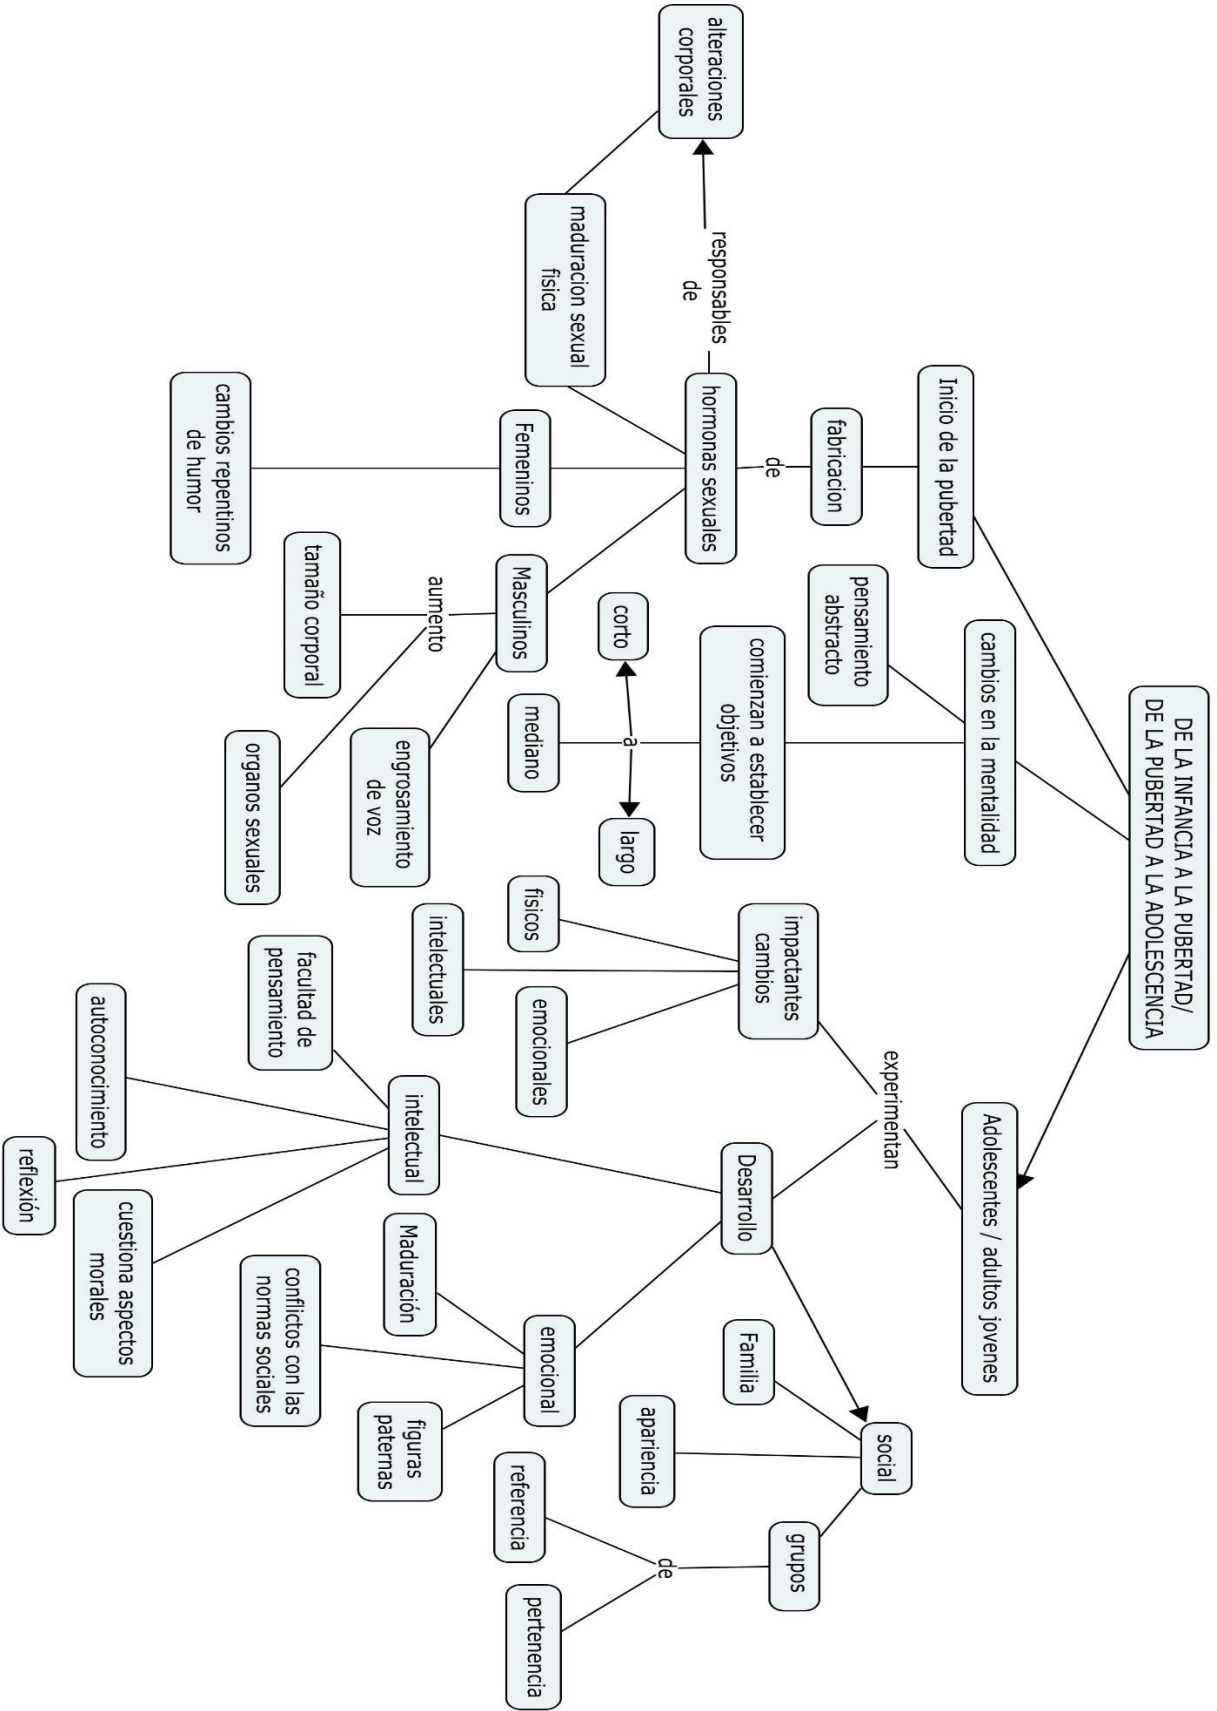 DE LA INFANCIA A LA PUBERTAD/
DE LA PUBERTAD A LA ADOLESCENCIA
Inicio de la pubertad
cambios en la mentalidad
Adolescentes / adultos jovenes
fabricacion
de
hormonas sexuales
responsables
de
alteraciones
corporales
maduracion sexual
fisica
Femeninos
cambios repentinos
de humor
Masculinos
aumento
tamaño corporal
organos sexuales
engrosamiento
de voz
pensamiento
abstracto
comienzan a establecer
objetivos
a
corto
mediano
largo
experimentan
impactantes
cambios
fisicos
intelectuales
emocionales
Desarrollo
intelectual
facultad de
pensamiento
autoconocimiento
reflexión
cuestiona aspectos
morales
emocional
Maduración
conflictos con las
normas sociales
figuras
paternas
social
Familia
apariencia
grupos
de
referencia
pertenencia